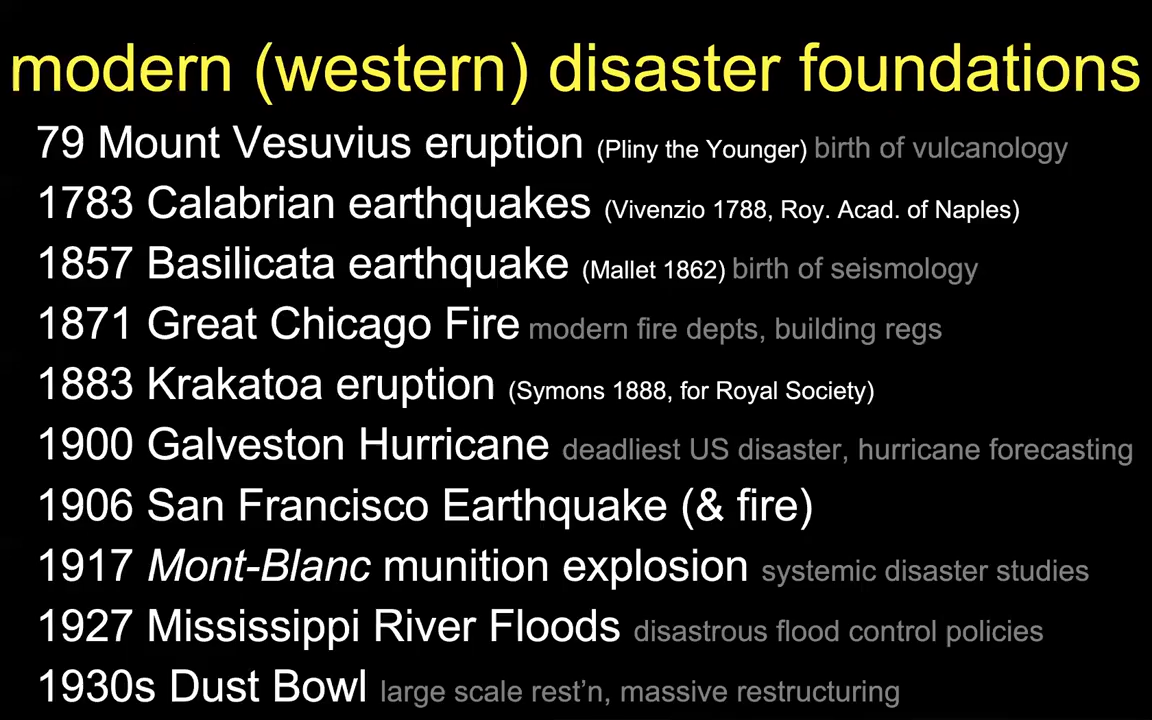 modern (western) disaster foundations
79 Mount Vesuvius eruption (Pliny the Younger) birth of vulcanology
1783 Calabrian earthquakes (Vivenzio 1788, Roy. Acad. of Naples)
1857 Basilicata earthquake (Mallet 1862) birth of seismology
1871 Great Chicago Fire modern fire depts, building regs
1883 Krakatoa eruption (Symons 1888, for Royal Society)
1900 Galveston Hurricane deadliest US disaster, hurricane forecasting
1906 San Francisco Earthquake (& fire)
1917 Mont-Blanc munition explosion systemic disaster studies
1927 Mississippi River Floods disastrous flood control policies
1930s Dust Bowl large scale rest’n, massive restructuring